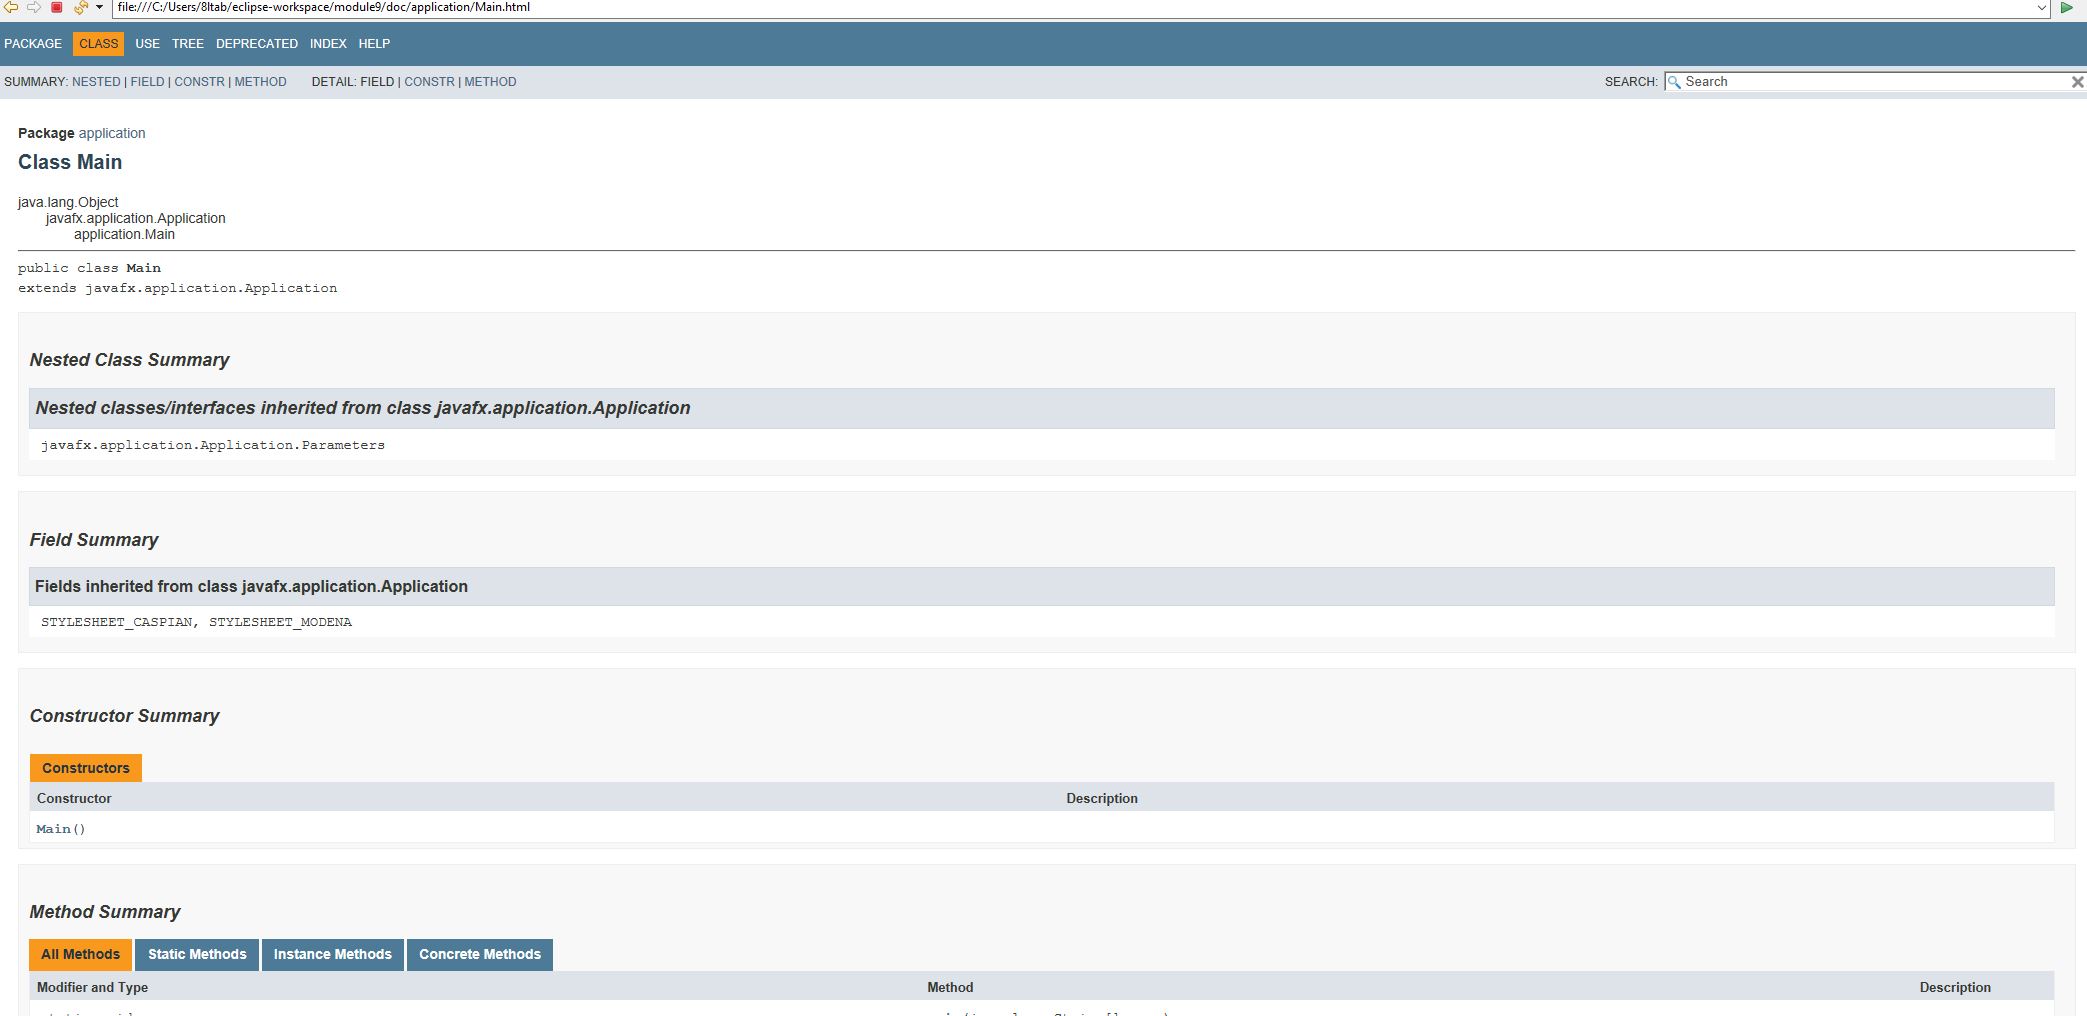 file:///C:/Users/8ltab/eclipse-workspace/module9/doc/application/Main.html
PACKAGE CLASS USE TREE DEPRECATED INDEX HELP
SUMMARY: NESTED | FIELD | CONSTR | METHOD DETAIL: FIELD | CONSTR | METHOD SEARCH: Search
Package application
Class Main
java.lang.Object
javafx.application.Application
application.Main
public class Main
extends javafx.application.Application
Nested Class Summary
Nested classes/interfaces inherited from class javafx.application.Application
javafx.application.Application.Parameters
Field Summary
Fields inherited from class javafx.application.Application
STYLESHEET_CASPIAN, STYLESHEET_MODENA
Constructor Summary
Constructors
Constructor Description
Main()
Method Summary
All Methods Static Methods Instance Methods Concrete Methods
Modifier and Type Method Description